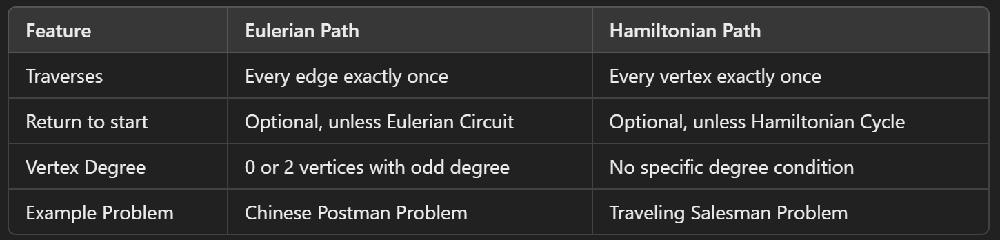 Feature Eulerian Path Hamiltonian Path
Traverses Every edge exactly once Every vertex exactly once
Return to start Optional, unless Eulerian Circuit Optional, unless Hamiltonian Cycle
Vertex Degree 0 or 2 vertices with odd degree No specific degree condition
Example Problem Chinese Postman Problem Traveling Salesman Problem